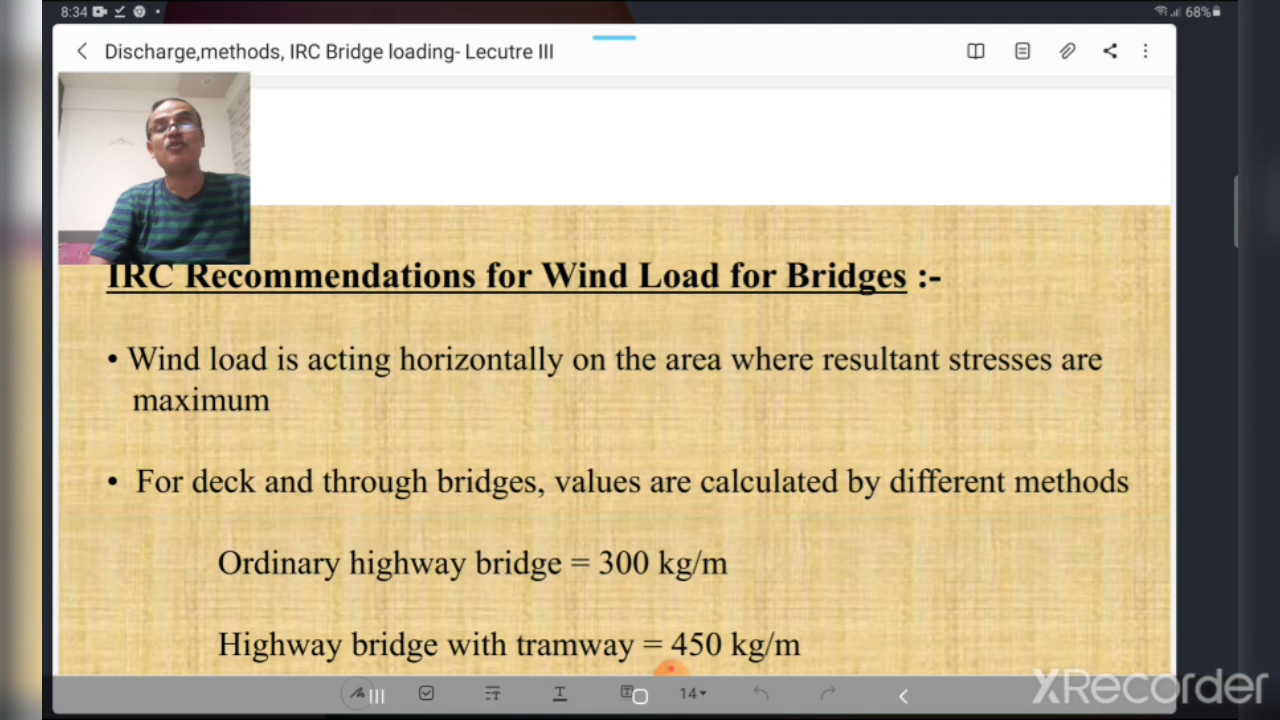 8:34
68%
Discharge,methods, IRC Bridge loading- Lecutre III
IRC Recommendations for Wind Load for Bridges :-
• Wind load is acting horizontally on the area where resultant stresses are
maximum
• For deck and through bridges, values are calculated by different methods
Ordinary highway bridge = 300 kg/m
Highway bridge with tramway = 450 kg/m
14
XRecorder